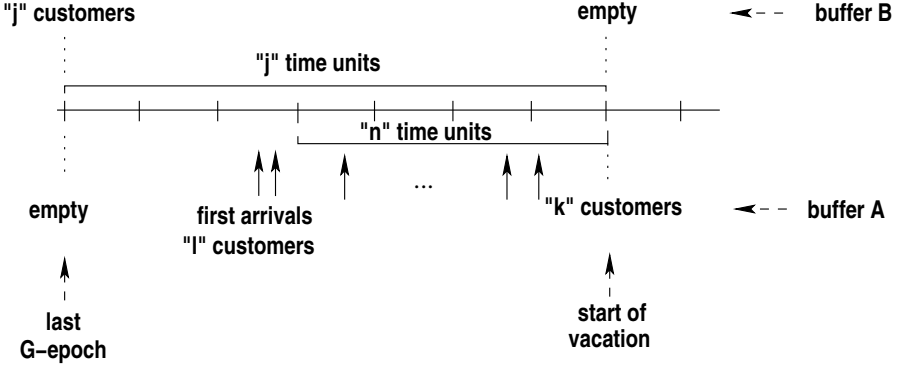 "j" customers
empty
buffer B
"j" time units
"n" time units
...
empty
first arrivals
"l" customers
"k" customers
buffer A
last
G−epoch
start of
vacation